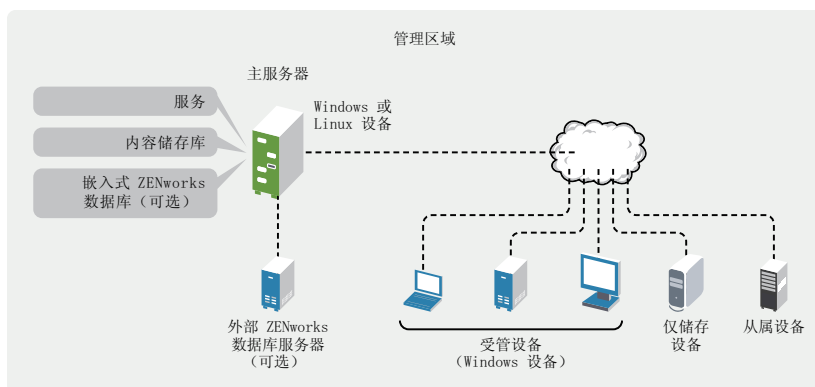 管理区域
主服务器
服务
内容储存库
嵌入式 ZENworks
数据库（可选）
Windows 或
Linux 设备
外部 ZENworks
数据库服务器
（可选）
受管设备
（Windows 设备）
仅储存
设备
从属设备